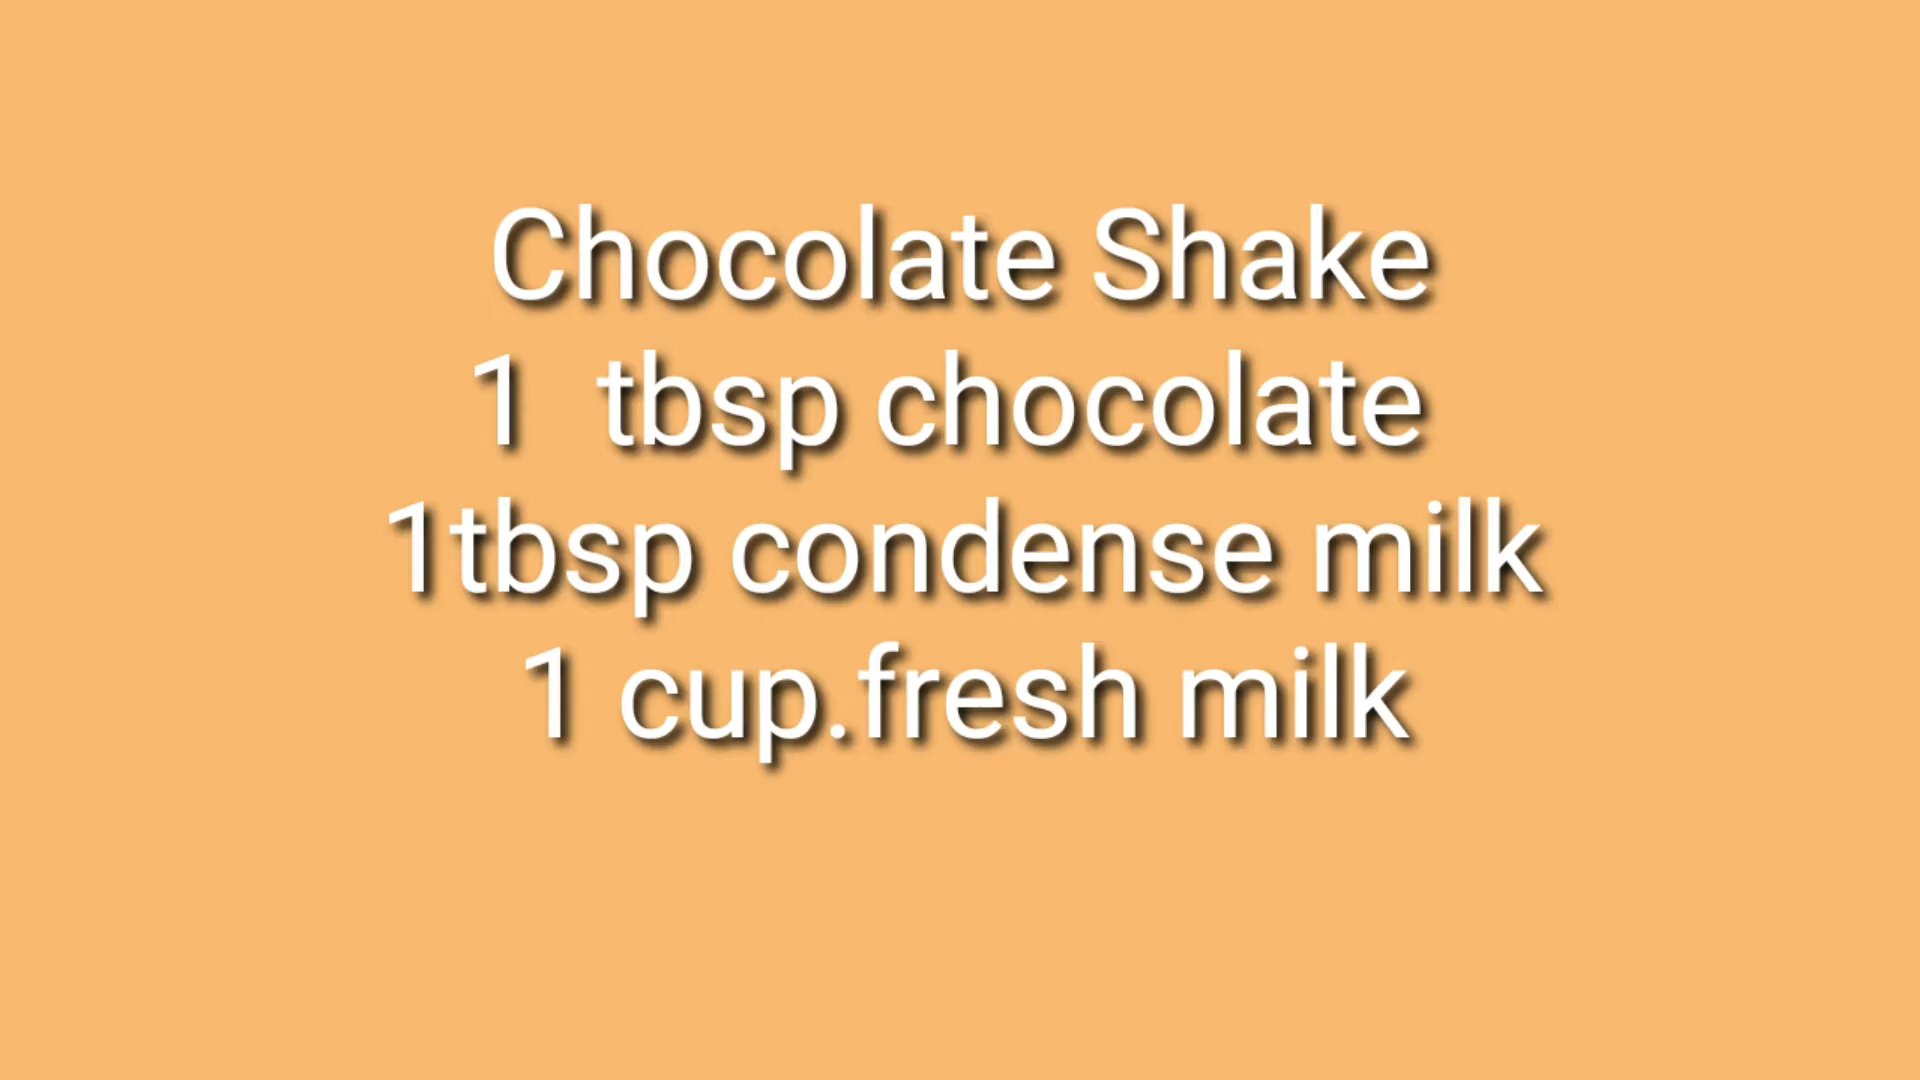 Chocolate Shake
1  tbsp chocolate
1tbsp condense milk
1 cup.fresh milk